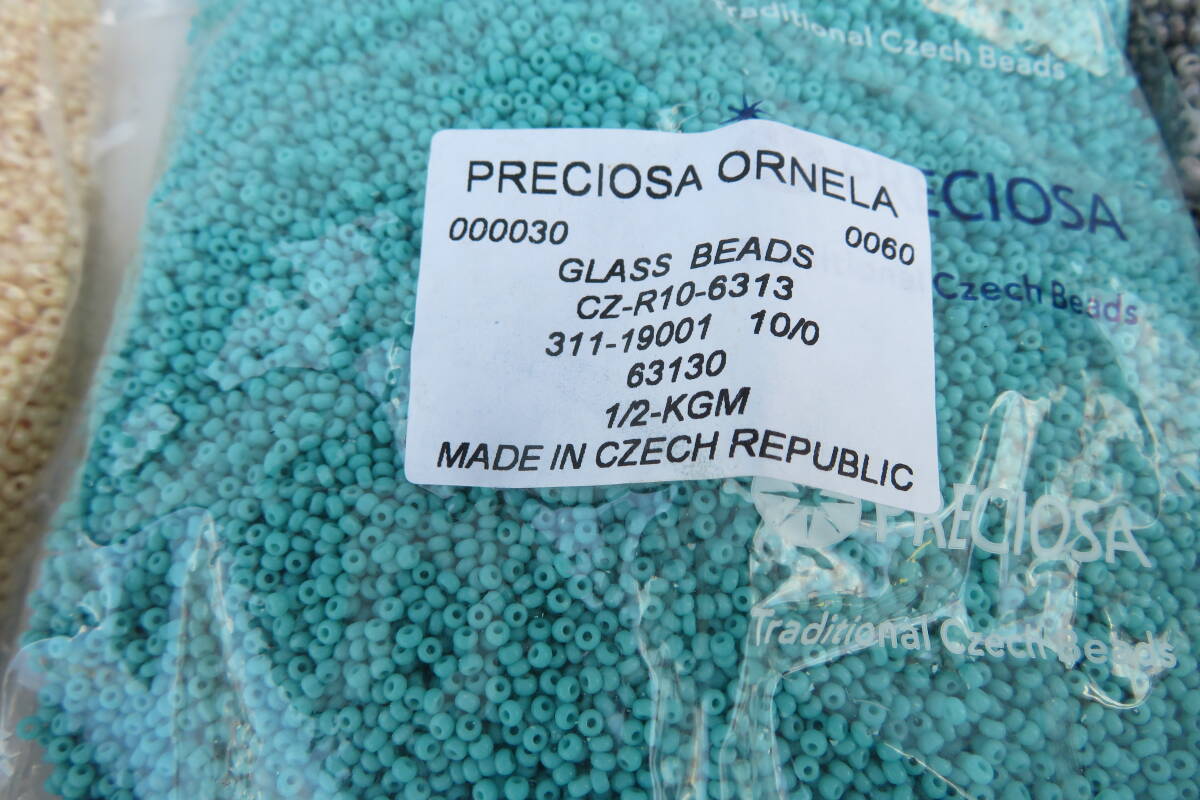 Traditional Czech Beads
PRECIOSA ORNELA
000030 0060
GLASS BEADS
CZ-R10-6313
311-19001 10/0
63130
1/2-KGM
MADE IN CZECH REPUBLIC
ECIOSA
Czech Beads
PRECIOSA
Traditional Czech Beads